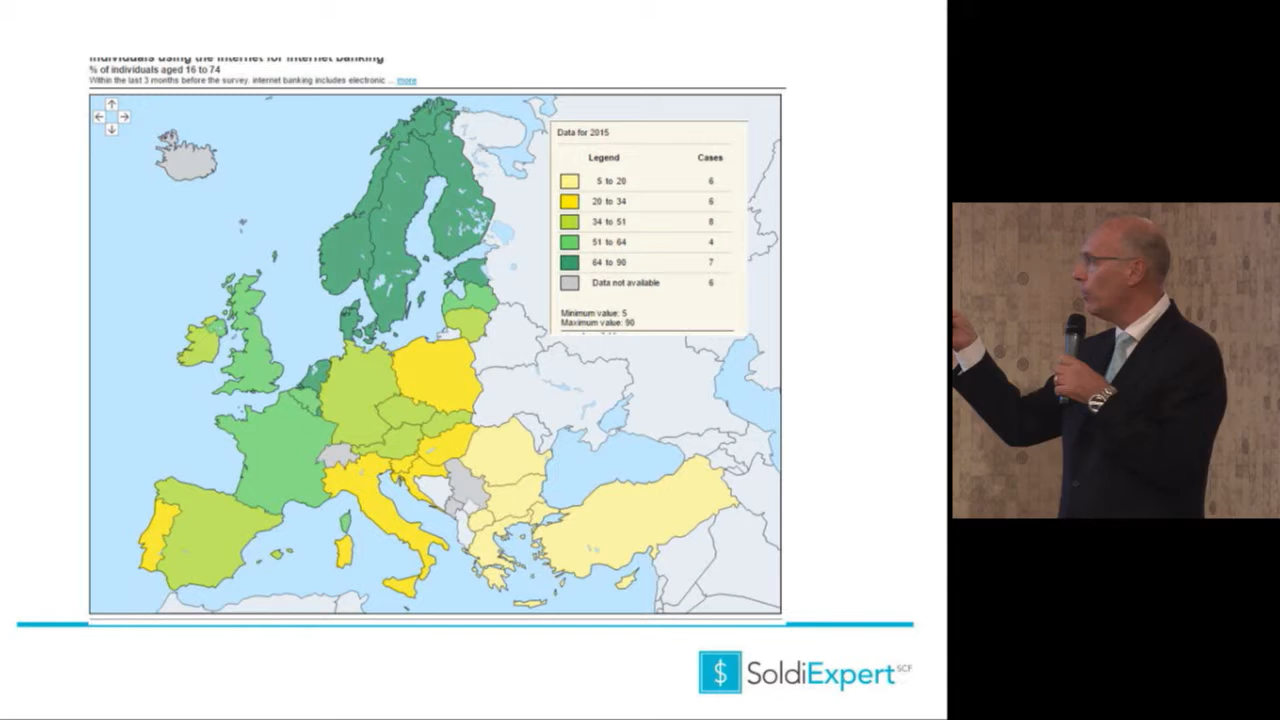 Individuals using the internet for internet banking
% of individuals aged 16 to 74
Within the last 3 months before the survey. internet banking includes electronic ... more
Data for 2015
Legend Cases
5 to 20 6
20 to 34 6
34 to 51 8
51 to 64 4
64 to 90 7
Data not available 6
Minimum value: 5
Maximum value: 90
$ SoldiExpert SCF